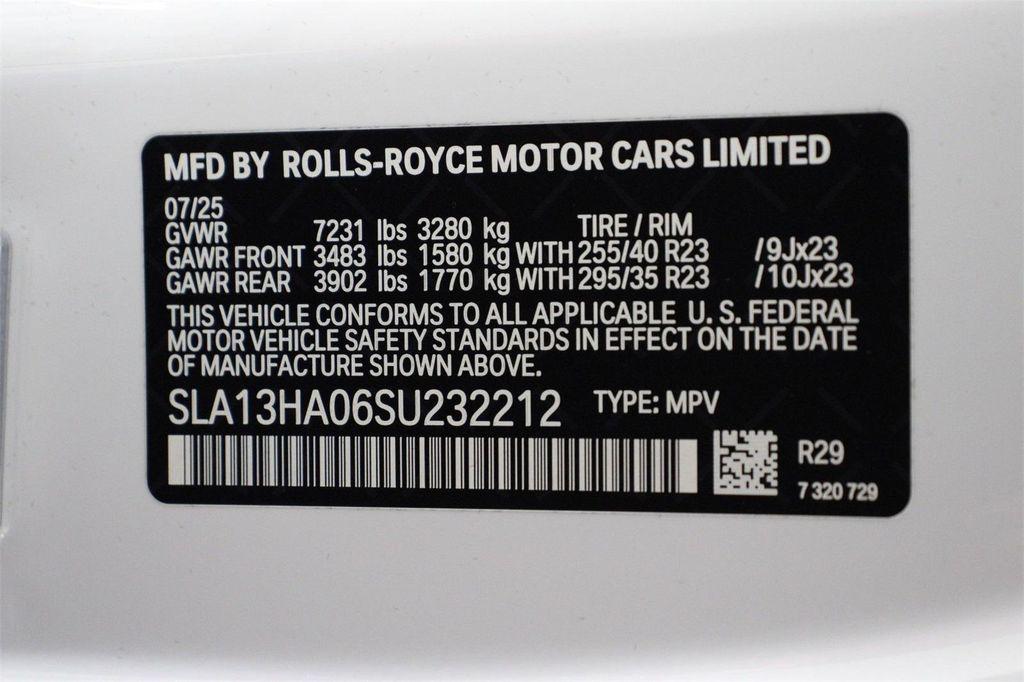 MFD BY ROLLS-ROYCE MOTOR CARS LIMITED
07/25
GVWR 7231 lbs 3280 kg TIRE / RIM
GAWR FRONT 3483 lbs 1580 kg WITH 255/40 R23 /9Jx23
GAWR REAR 3902 lbs 1770 kg WITH 295/35 R23 /10Jx23
THIS VEHICLE CONFORMS TO ALL APPLICABLE U. S. FEDERAL
MOTOR VEHICLE SAFETY STANDARDS IN EFFECT ON THE DATE
OF MANUFACTURE SHOWN ABOVE.
SLA13HA06SU232212 TYPE: MPV
R29
7 320 729